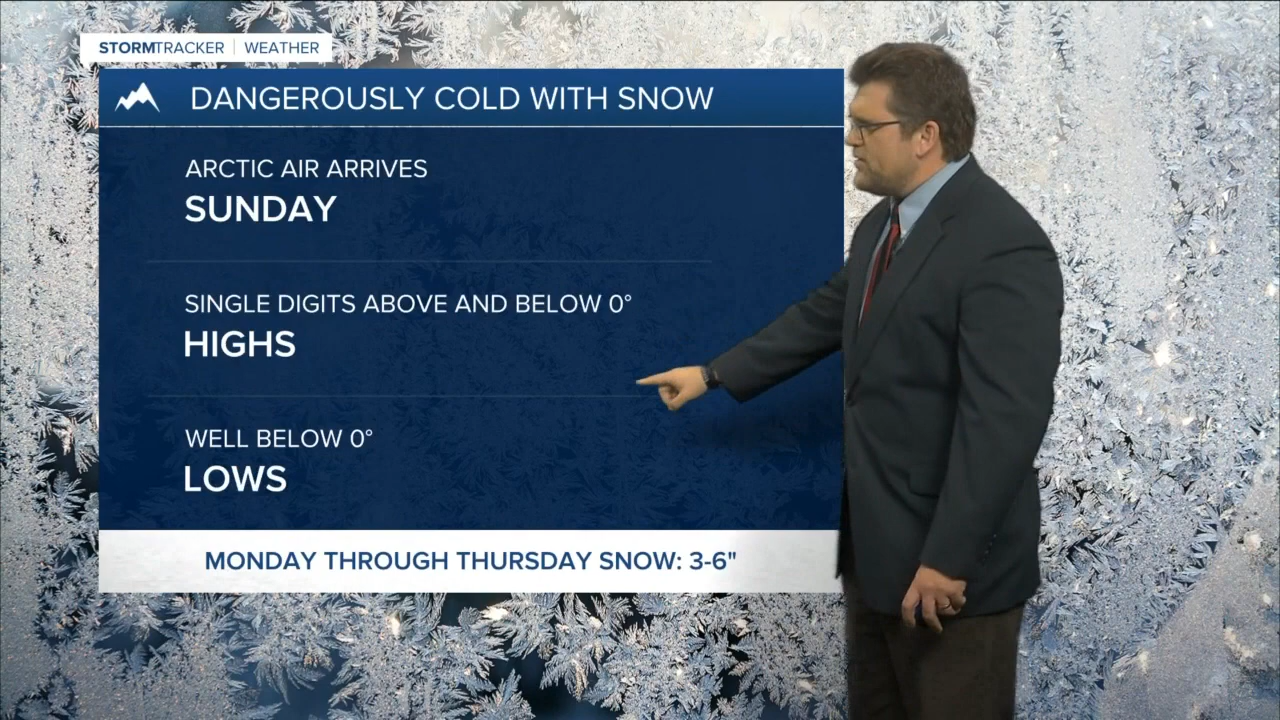 STORMTRACKER | WEATHER
DANGEROUSLY COLD WITH SNOW
ARCTIC AIR ARRIVES
SUNDAY
SINGLE DIGITS ABOVE AND BELOW 0°
HIGHS
WELL BELOW 0°
LOWS
MONDAY THROUGH THURSDAY SNOW: 3-6"